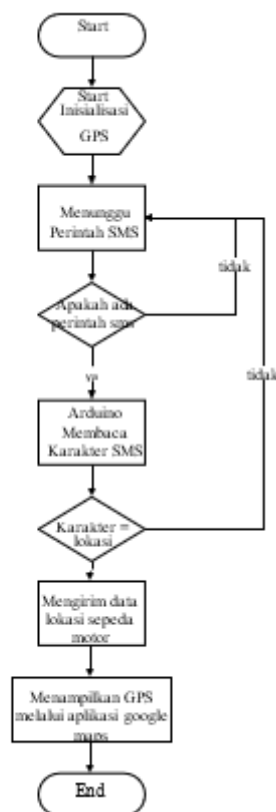 Start
Start
Inisialisasi
GPS
Menunggu
Perintah SMS
tidak
Apakah ada
perintah sms
ya
tidak
Arduino
Membaca
Karakter SMS
Karakter =
lokasi
Mengirim data
lokasi sepeda
motor
Menampilkan GPS
melalui aplikasi google
maps
End